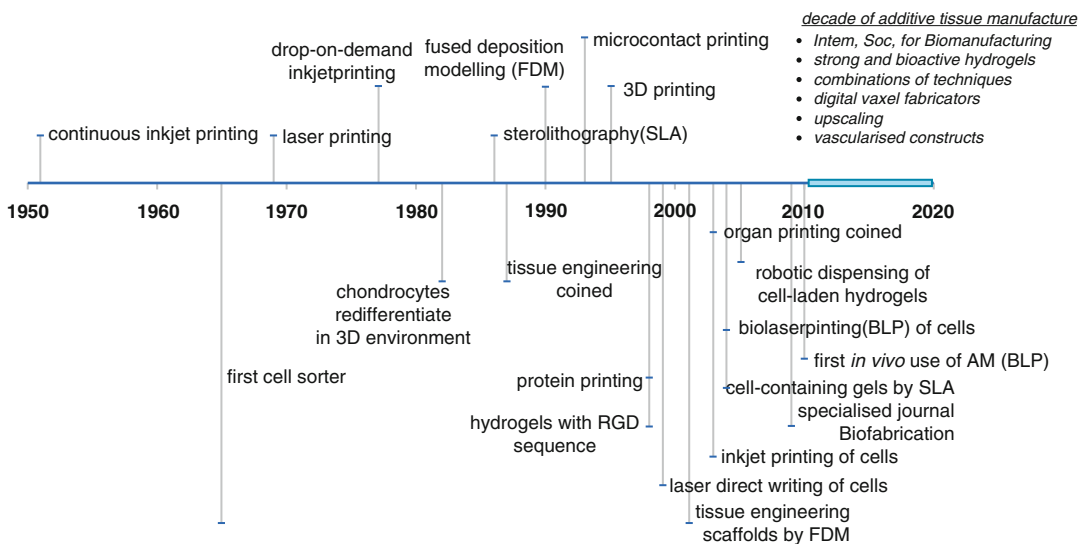 decade of additive tissue manufacture
• Intem, Soc, for Biomanufacturing
• strong and bioactive hydrogels
• combinations of techniques
• digital vaxel fabricators
• upscaling
• vascularised constructs
microcontact printing
drop-on-demand
inkjetprinting
fused deposition
modelling (FDM)
3D printing
continuous inkjet printing
laser printing
sterolithography(SLA)
1950
1960
1970
1980
1990
2000
2010
2020
organ printing coined
tissue engineering
coined
robotic dispensing of
cell-laden hydrogels
chondrocytes
redifferentiate
in 3D environment
biolaserpinting(BLP) of cells
first in vivo use of AM (BLP)
first cell sorter
protein printing
cell-containing gels by SLA
specialised journal
Biofabrication
hydrogels with RGD
sequence
inkjet printing of cells
laser direct writing of cells
tissue engineering
scaffolds by FDM